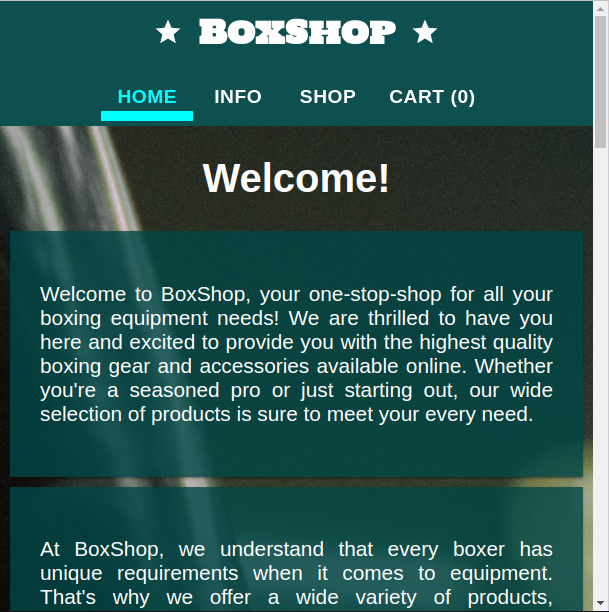 BOXSHOP
HOME INFO SHOP CART (0)
Welcome!
Welcome to BoxShop, your one-stop-shop for all your
boxing equipment needs! We are thrilled to have you
here and excited to provide you with the highest quality
boxing gear and accessories available online. Whether
you're a seasoned pro or just starting out, our wide
selection of products is sure to meet your every need.
At BoxShop, we understand that every boxer has
unique requirements when it comes to equipment.
That's why we offer a wide variety of products,